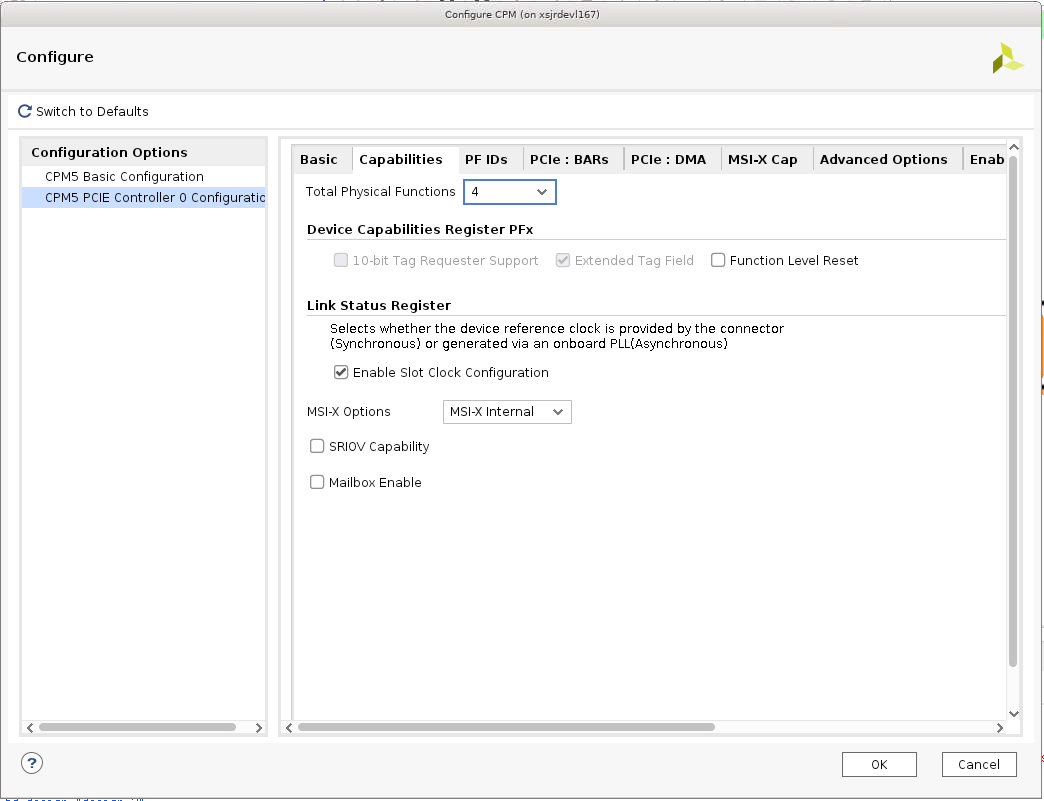 Configure CPM (on xsjrdevl167)
Configure
Switch to Defaults
Configuration Options
CPM5 Basic Configuration
CPM5 PCIE Controller 0 Configuratio
Basic Capabilities PF IDs PCIe : BARs PCIe : DMA MSI-X Cap Advanced Options Enab
Total Physical Functions 4
Device Capabilities Register PFx
10-bit Tag Requester Support Extended Tag Field Function Level Reset
Link Status Register
Selects whether the device reference clock is provided by the connector
(Synchronous) or generated via an onboard PLL(Asynchronous)
Enable Slot Clock Configuration
MSI-X Options MSI-X Internal
SRIOV Capability
Mailbox Enable
?
OK Cancel